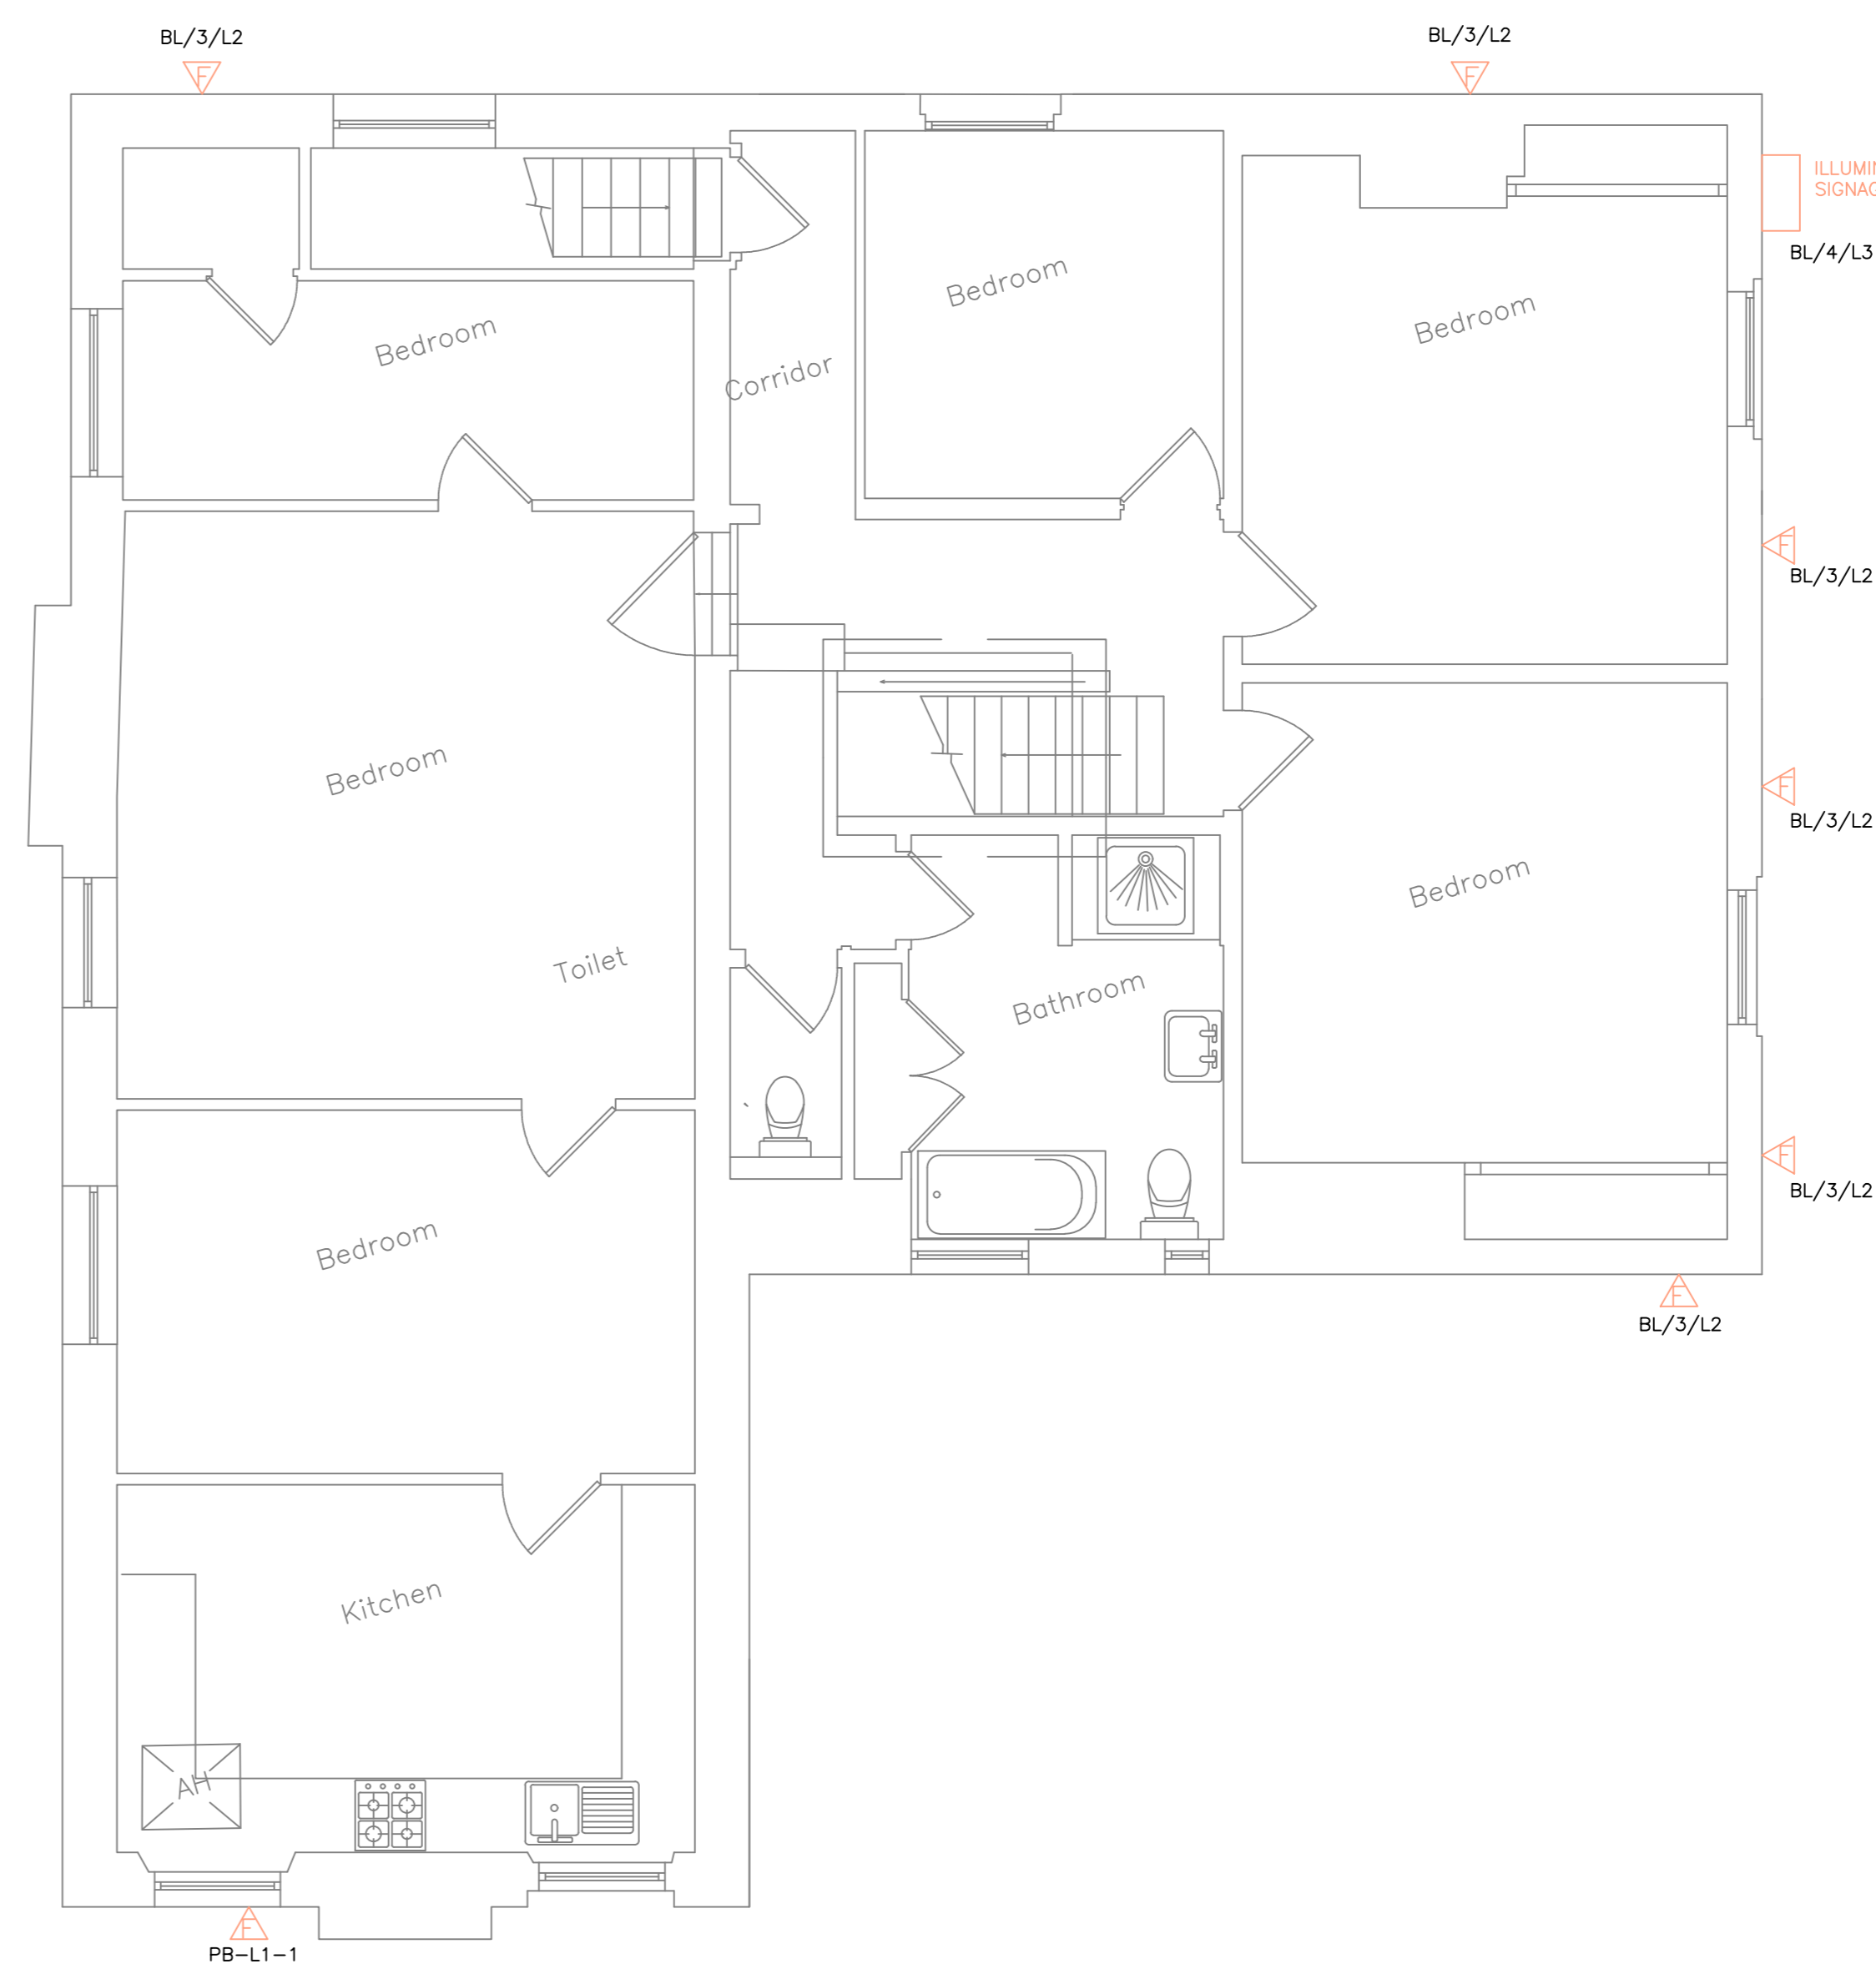 BL/3/L2
BL/3/L2
F
F
ILLUMIN
SIGNAG
BL/4/L3
Bedroom
Bedroom
Bedroom
Corridor
F
BL/3/L2
Bedroom
F
BL/3/L2
Bedroom
Toilet
Bathroom
F
BL/3/L2
Bedroom
F
BL/3/L2
Kitchen
AH
F
PB-L1-1